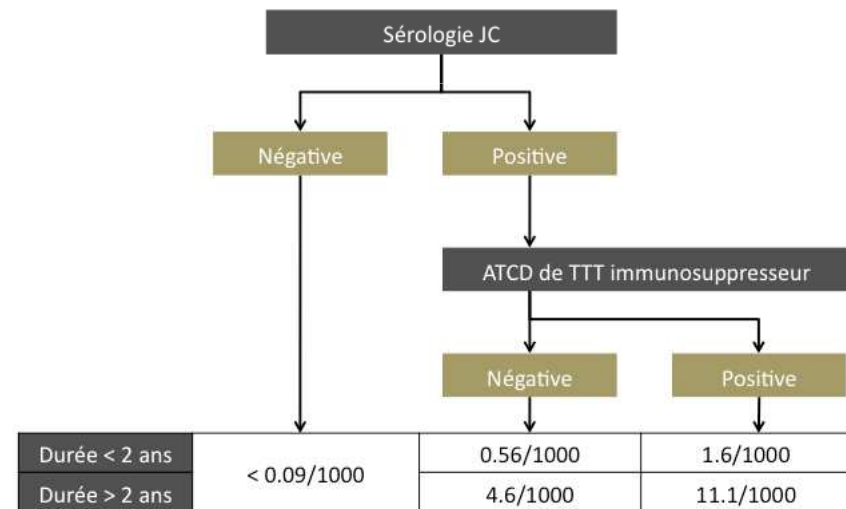 Sérologie JC
Négative
Positive
ATCD de TTT immunosuppresseur
Négative
Positive
Durée < 2 ans
< 0.09/1000
0.56/1000
1.6/1000
Durée > 2 ans
4.6/1000
11.1/1000